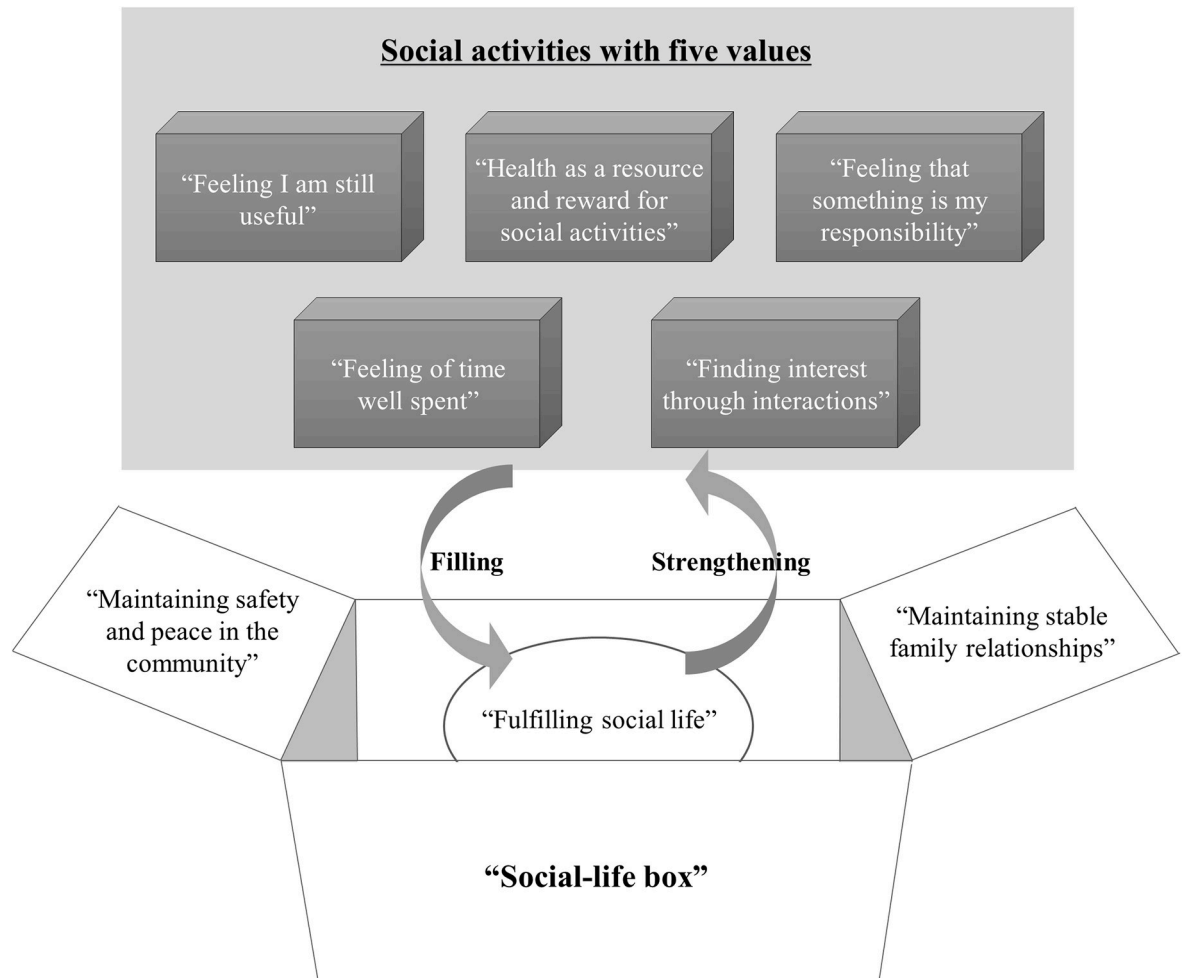 Social activities with five values
“Feeling I am still
useful”
“Health as a resource
and reward for
social activities”
“Feeling that
something is my
responsibility”
“Feeling of time
well spent”
“Finding interest
through interactions”
Filling
Strengthening
“Maintaining safety
and peace in the
community”
“Maintaining stable
family relationships”
“Fulfilling social life”
“Social-life box”